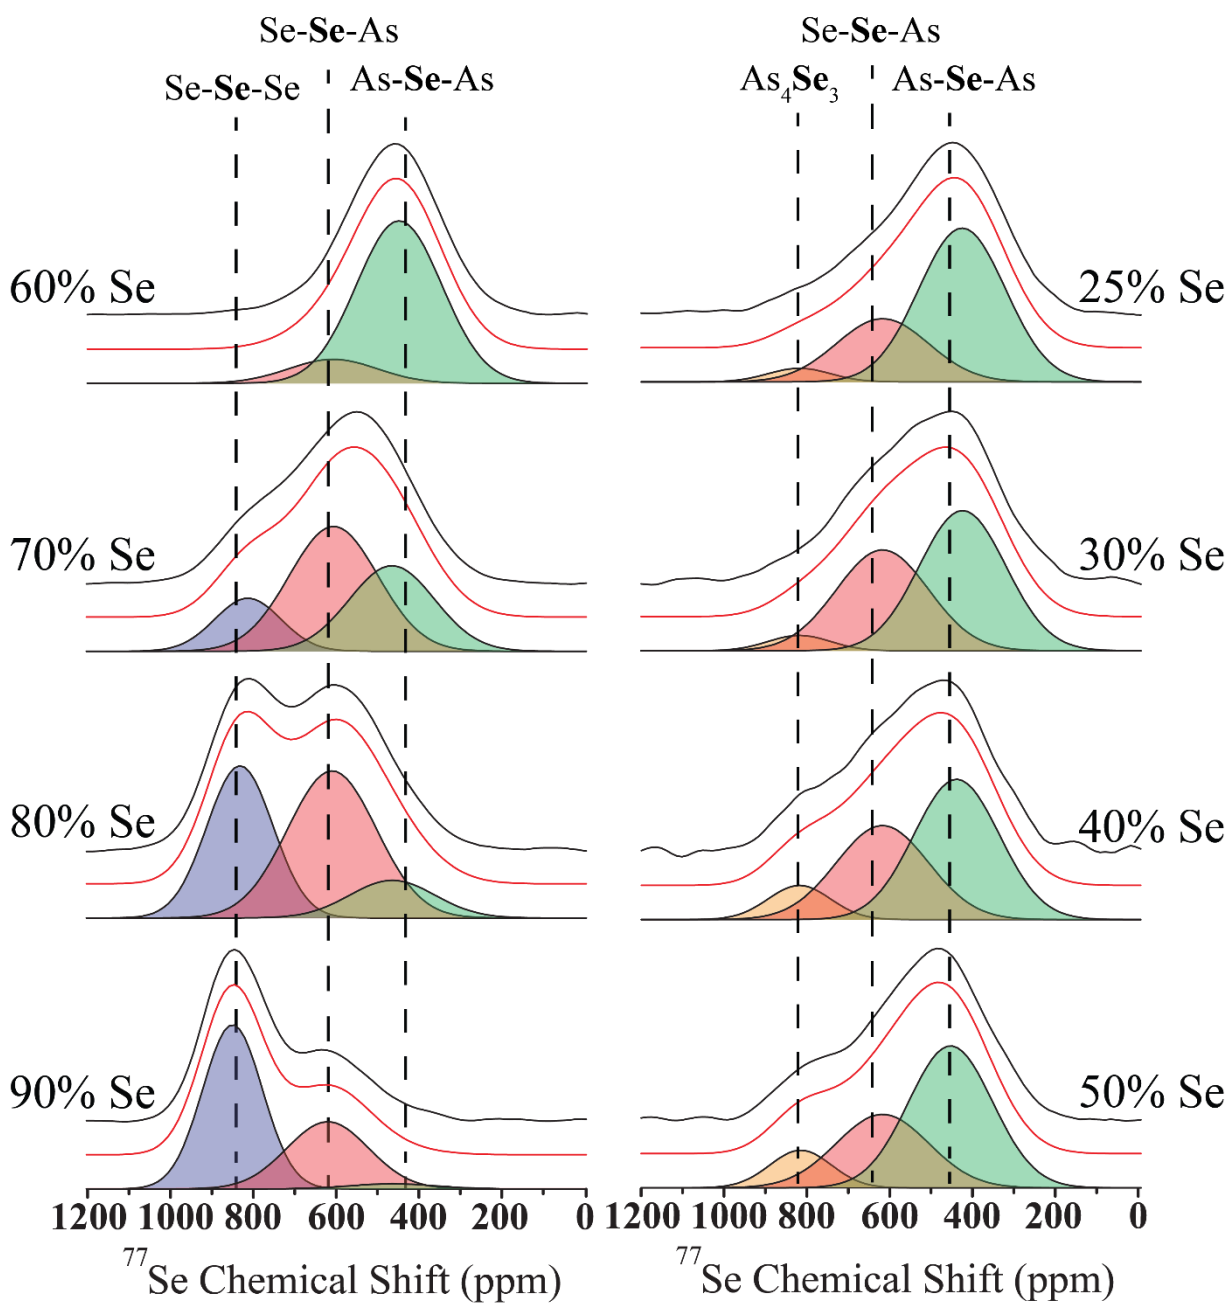 Se-Se-As
Se-Se-Se
As-Se-As
60% Se
70% Se
80% Se
90% Se
1200 1000 800 600 400 200 0
⁷⁷Se Chemical Shift (ppm)
Se-Se-As
As₄Se₃
As-Se-As
25% Se
30% Se
40% Se
50% Se
1200 1000 800 600 400 200 0
⁷⁷Se Chemical Shift (ppm)